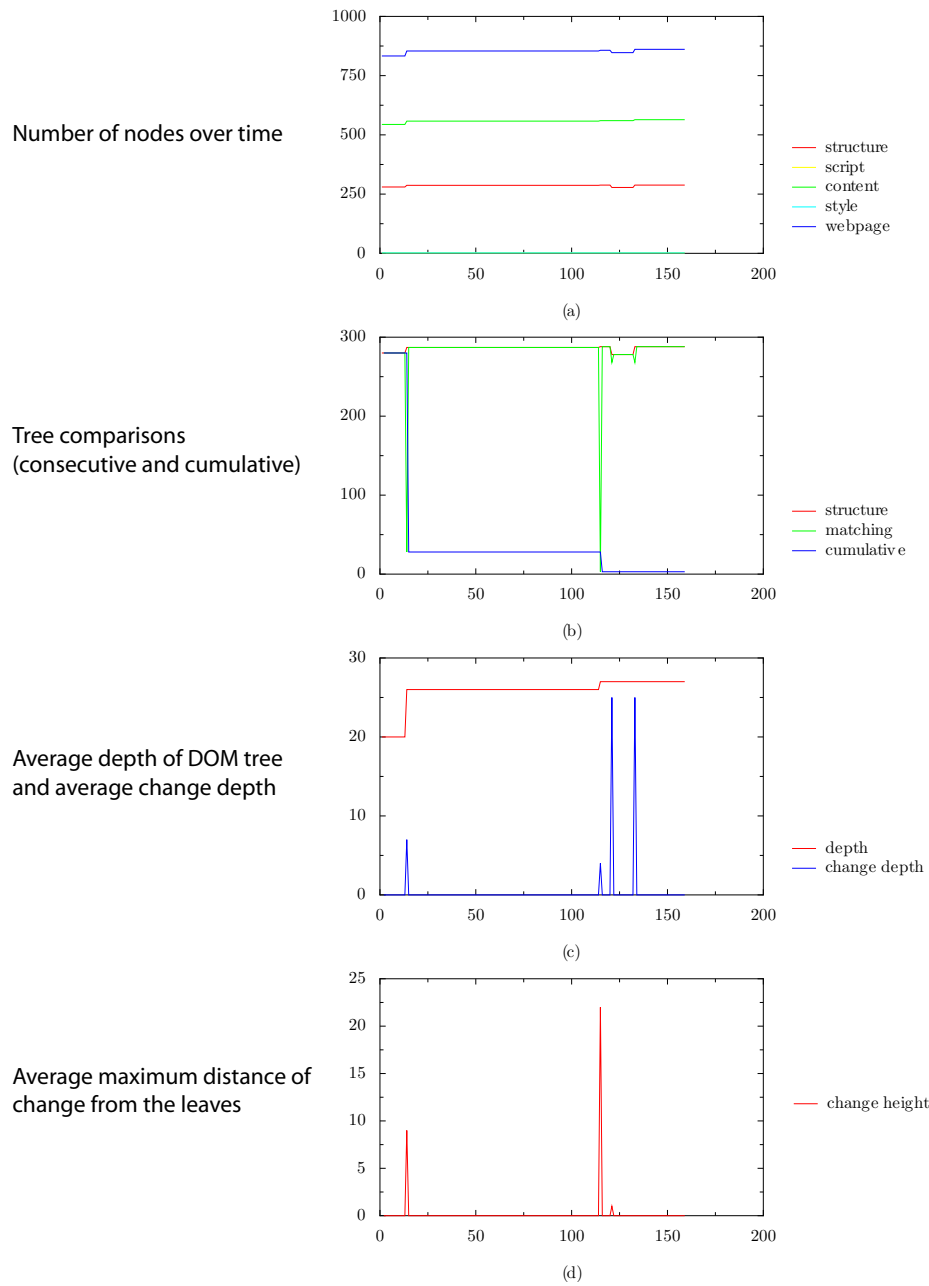 1000
750
500
250
0
0
50
100
150
200
Number of nodes over time
structure
script
content
style
webpage
(a)
300
200
100
0
0
50
100
150
200
Tree comparisons
(consecutive and cumulative)
structure
matching
cumulative
(b)
30
20
10
0
0
50
100
150
200
Average depth of DOM tree
and average change depth
depth
change depth
(c)
25
20
15
10
5
0
0
50
100
150
200
Average maximum distance of
change from the leaves
change height
(d)